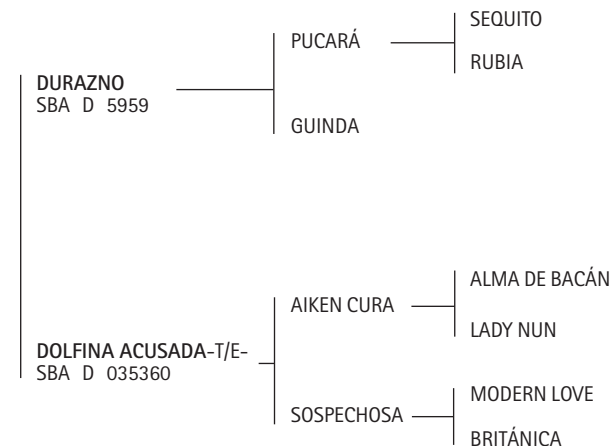 SEQUITO
PUCARÁ
RUBIA
DURAZNO
SBA D 5959
GUINDA
ALMA DE BACÁN
AIKEN CURA
LADY NUN
DOLFINA ACUSADA-T/E-
SBA D 035360
MODERN LOVE
SOSPECHOSA
BRITÁNICA